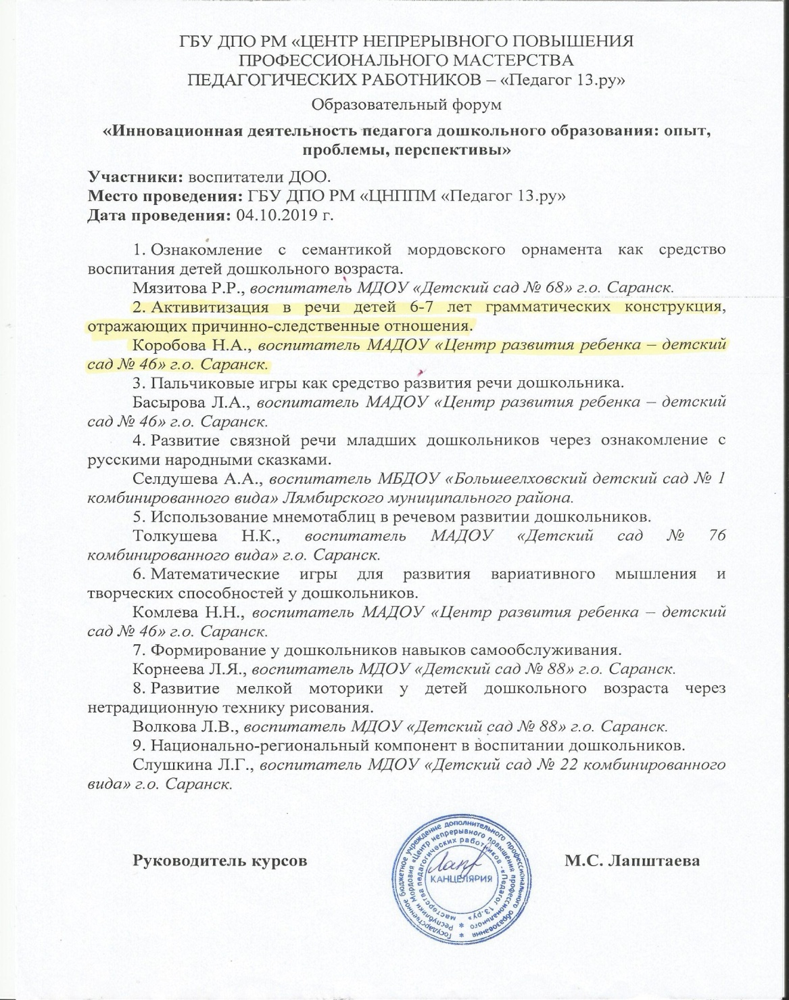 ГБУ ДПО РМ «ЦЕНТР НЕПРЕРЫВНОГО ПОВЫШЕНИЯ
ПРОФЕССИОНАЛЬНОГО МАСТЕРСТВА
ПЕДАГОГИЧЕСКИХ РАБОТНИКОВ – «Педагог 13.ру»
Образовательный форум
«Инновационная деятельность педагога дошкольного образования: опыт,
проблемы, перспективы»
Участники: воспитатели ДОО.
Место проведения: ГБУ ДПО РМ «ЦНППМ «Педагог 13.ру»
Дата проведения: 04.10.2019 г.
1. Ознакомление с семантикой мордовского орнамента как средство
воспитания детей дошкольного возраста.
Мязитова Р.Р., воспитатель МДОУ «Детский сад № 68» г.о. Саранск.
2. Активитизация в речи детей 6-7 лет грамматических конструкция,
отражающих причинно-следственные отношения.
Коробова Н.А., воспитатель МАДОУ «Центр развития ребенка – детский
сад № 46» г.о. Саранск.
3. Пальчиковые игры как средство развития речи дошкольника.
Басырова Л.А., воспитатель МАДОУ «Центр развития ребенка – детский
сад № 46» г.о. Саранск.
4. Развитие связной речи младших дошкольников через ознакомление с
русскими народными сказками.
Селдушева А.А., воспитатель МБДОУ «Большеелховский детский сад № 1
комбинированного вида» Лямбирского муниципального района.
5. Использование мнемотаблиц в речевом развитии дошкольников.
Толкушева Н.К., воспитатель МАДОУ «Детский сад № 76
комбинированного вида» г.о. Саранск.
6. Математические игры для развития вариативного мышления и
творческих способностей у дошкольников.
Комлева Н.Н., воспитатель МАДОУ «Центр развития ребенка – детский
сад № 46» г.о. Саранск.
7. Формирование у дошкольников навыков самообслуживания.
Корнеева Л.Я., воспитатель МДОУ «Детский сад № 88» г.о. Саранск.
8. Развитие мелкой моторики у детей дошкольного возраста через
нетрадиционную технику рисования.
Волкова Л.В., воспитатель МДОУ «Детский сад № 88» г.о. Саранск.
9. Национально-региональный компонент в воспитании дошкольников.
Слушкина Л.Г., воспитатель МДОУ «Детский сад № 22 комбинированного
вида» г.о. Саранск.
Руководитель курсов
М.С. Лапштаева
Государственное бюджетное учреждение дополнительного профессионального образования
Республики Мордовия «Центр непрерывного повышения профессионального
мастерства педагогических работников - «Педагог 13.ру»
КАНЦЕЛЯРИЯ